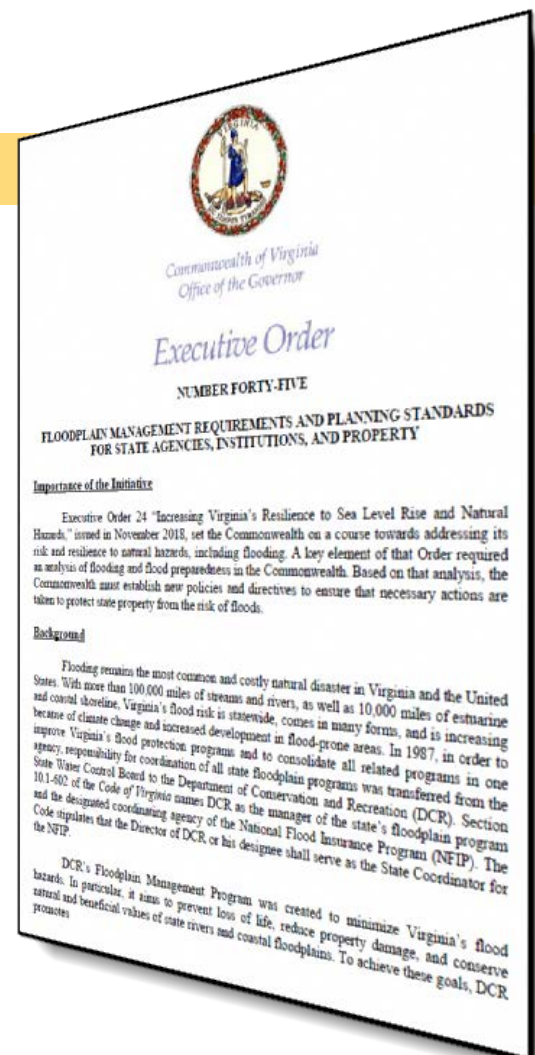 VIRGINIA
Commonwealth of Virginia
Office of the Governor
Executive Order
NUMBER FORTY-FIVE
FLOODPLAIN MANAGEMENT REQUIREMENTS AND PLANNING STANDARDS
FOR STATE AGENCIES, INSTITUTIONS, AND PROPERTY
Importance of the Initiative
Executive Order 24 "Increasing Virginia's Resilience to Sea Level Rise and Natural
Hazards," issued in November 2018, set the Commonwealth on a course towards addressing its
risk and resilience to natural hazards, including flooding. A key element of that Order required
an analysis of flooding and flood preparedness in the Commonwealth. Based on that analysis, the
Commonwealth must establish new policies and directives to ensure that necessary actions are
taken to protect state property from the risk of floods.
Background
Flooding remains the most common and costly natural disaster in Virginia and the United
States. With more than 100,000 miles of streams and rivers, as well as 10,000 miles of estuarine
and coastal shoreline, Virginia's flood risk is statewide, comes in many forms, and is increasing
because of climate change and increased development in flood-prone areas. In 1987, in order to
improve Virginia's flood protection programs and to consolidate all related programs in one
agency, responsibility for coordination of all state floodplain programs was transferred from the
State Water Control Board to the Department of Conservation and Recreation (DCR). Section
10.1-602 of the Code of Virginia names DCR as the manager of the state's floodplain program
and the designated coordinating agency of the National Flood Insurance Program (NFIP). The
Code stipulates that the Director of DCR or his designee shall serve as the State Coordinator for
the NFIP.
DCR's Floodplain Management Program was created to minimize Virginia's flood
hazards. In particular, it aims to prevent loss of life, reduce property damage, and conserve
natural and beneficial values of state rivers and coastal floodplains. To achieve these goals, DCR
promotes